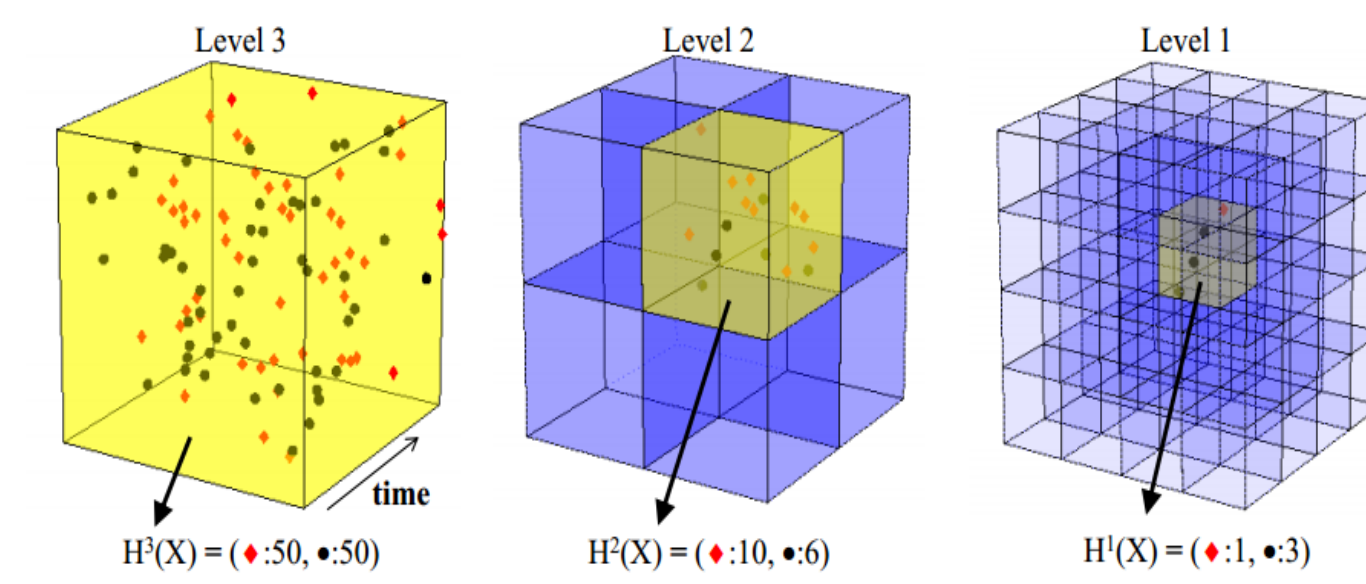 Level 3
Level 2
Level 1
time
H³(X) = (♦:50, ●:50)
H²(X) = (♦:10, ●:6)
H¹(X) = (♦:1, ●:3)